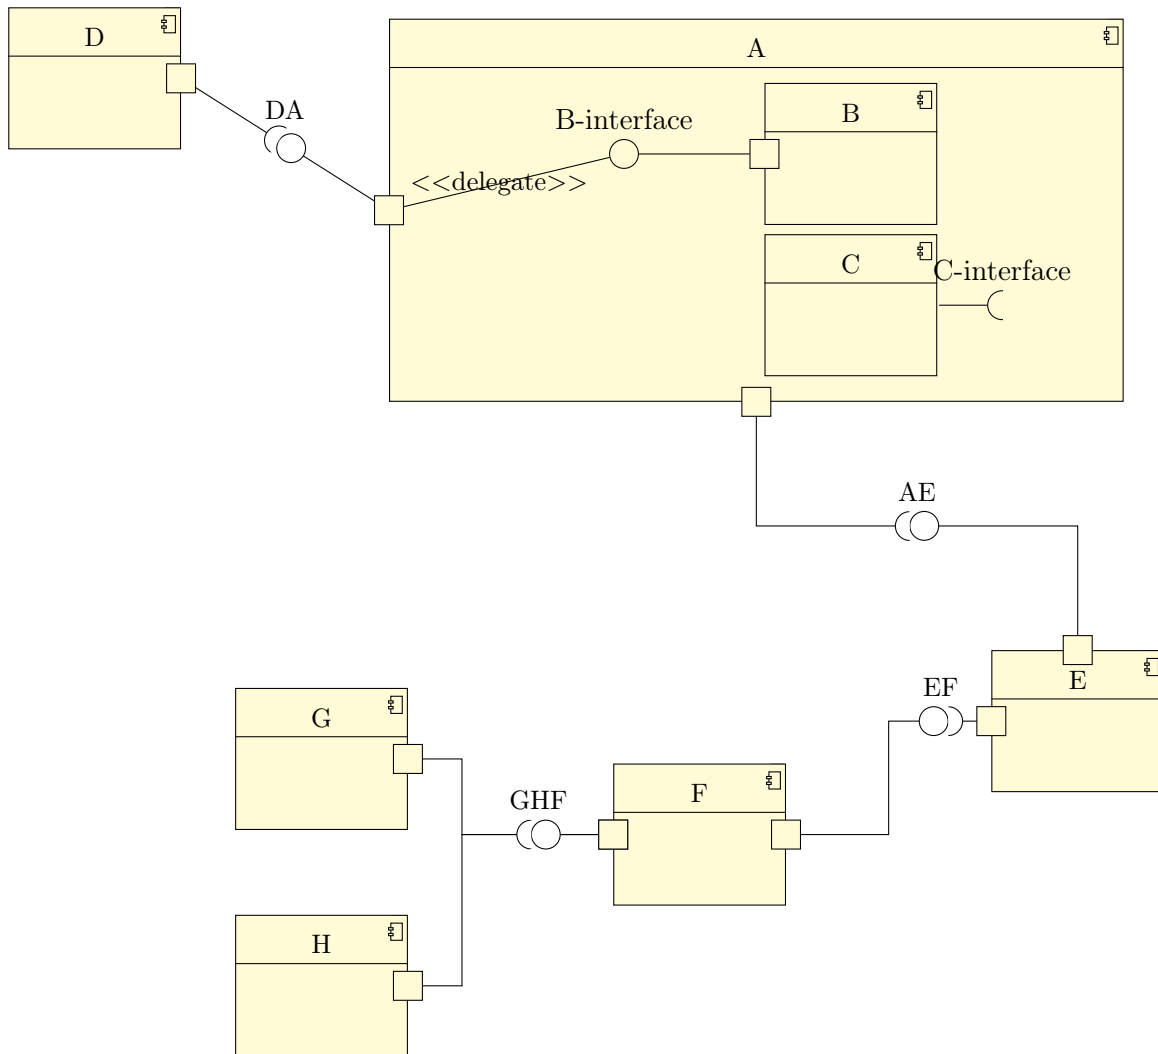 D
A
DA
B-interface
B
<<delegate>>
C
C-interface
AE
EF
E
G
F
GHF
H